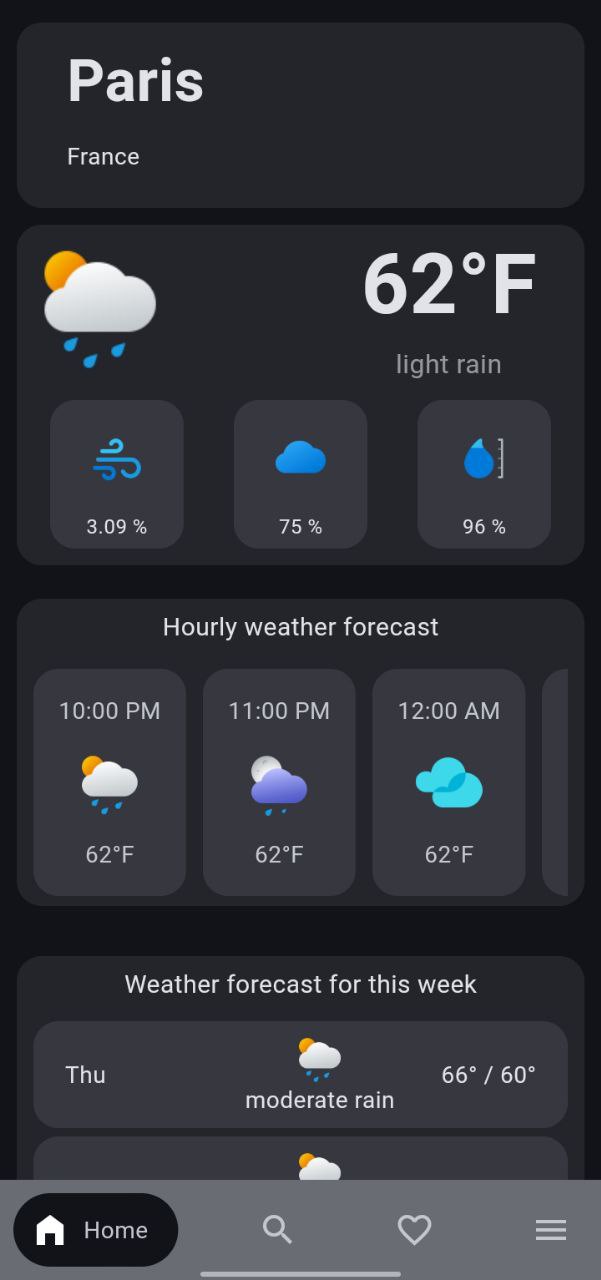 Paris
France
62°F
light rain
3.09 %
75 %
96 %
Hourly weather forecast
10:00 PM
11:00 PM
12:00 AM
62°F
62°F
62°F
Weather forecast for this week
Thu
66° / 60°
moderate rain
Home